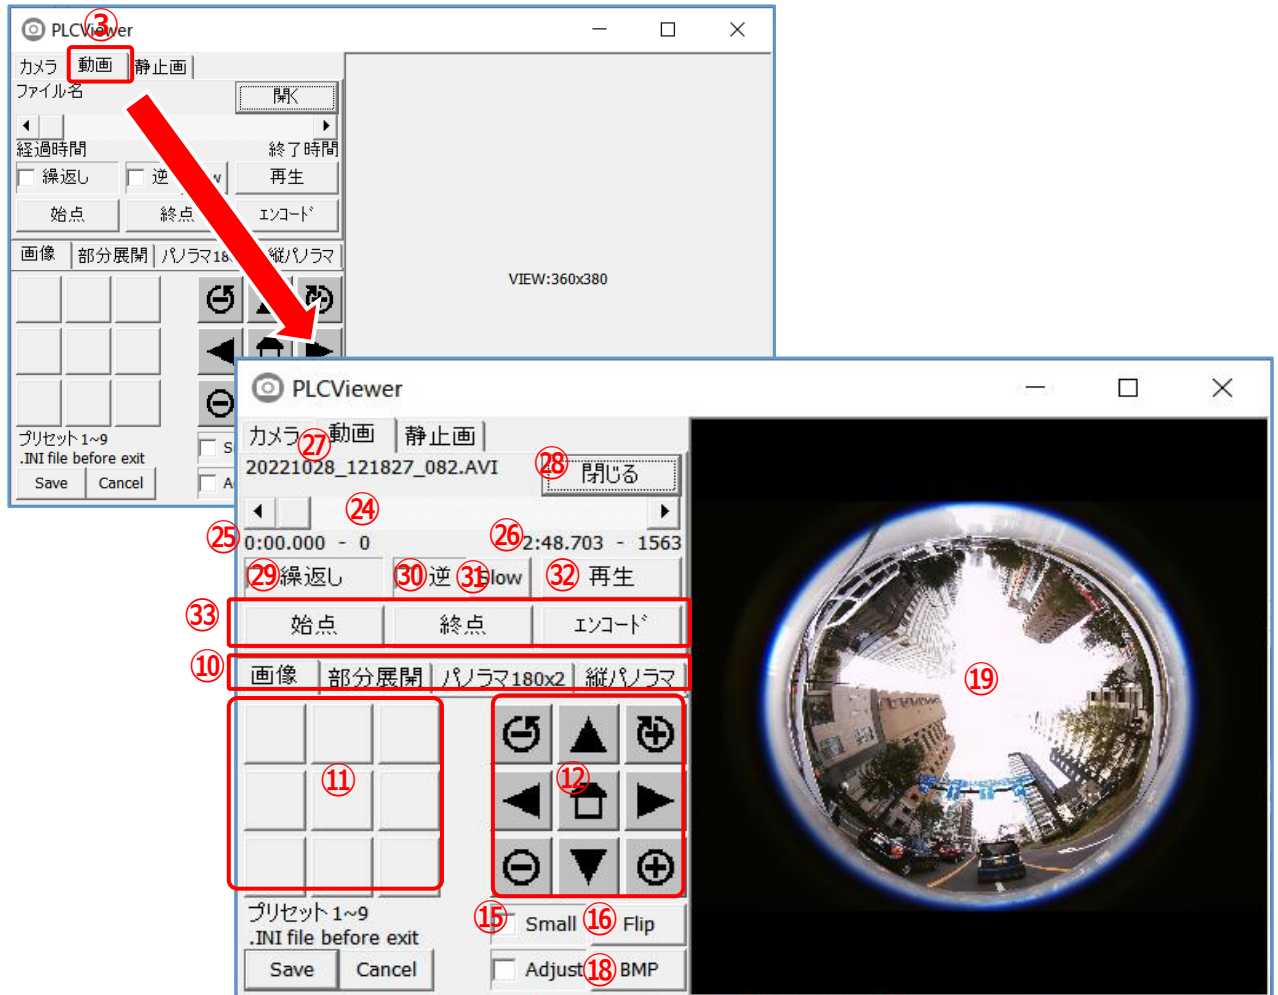 ③
PLCViewer
カメラ 動画 静止画
ファイル名 開く
経過時間 終了時間
繰返し 逆 w 再生
始点 終点 エンコード
画像 部分展開 パノラマ18 縦パノラマ
VIEW:360x380
プリセット 1~9
.INI file before exit
S
Save Cancel
A
PLCViewer
カメラ ㉗ 動画 静止画
20221028_121827_082.AVI ㉘ 閉じる
㉔
㉕ 0:00.000 - 0 ㉖ 2:48.703 - 1563
㉙ 繰返し ㉚ 逆 ㉛ Slow ㉜ 再生
㉝ 始点 終点 エンコード
⑩ 画像 部分展開 パノラマ180x2 縦パノラマ
⑪ ⑫ ⑲
プリセット 1~9
.INI file before exit
⑮ Small ⑯ Flip
Save Cancel
Adjust ⑱ BMP